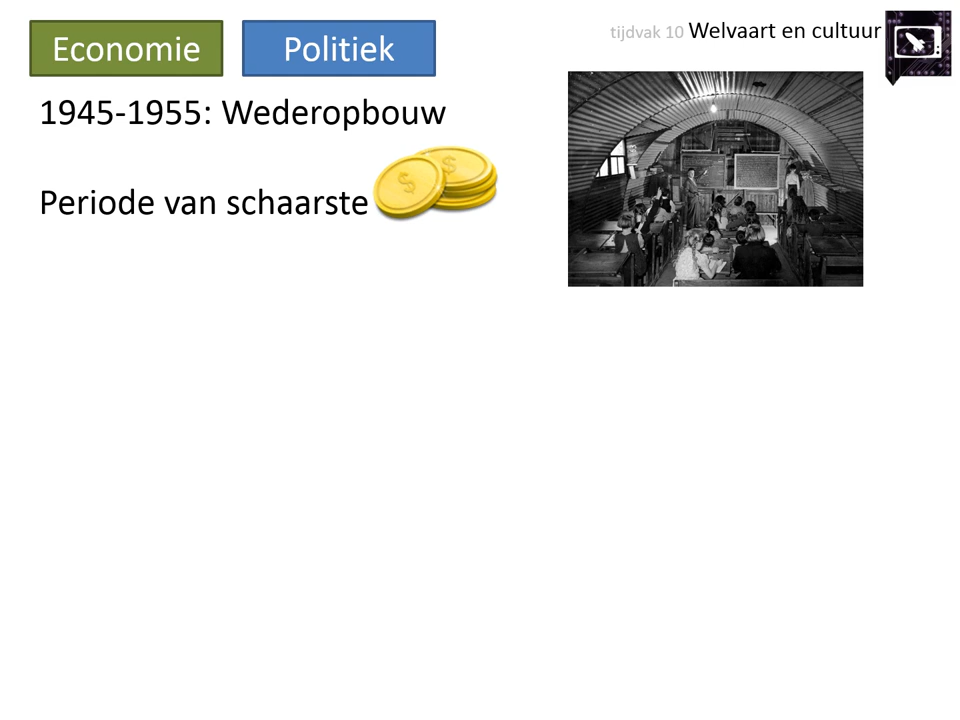 Economie
Politiek
tijdvak 10 Welvaart en cultuur
1945-1955: Wederopbouw
Periode van schaarste
$
$